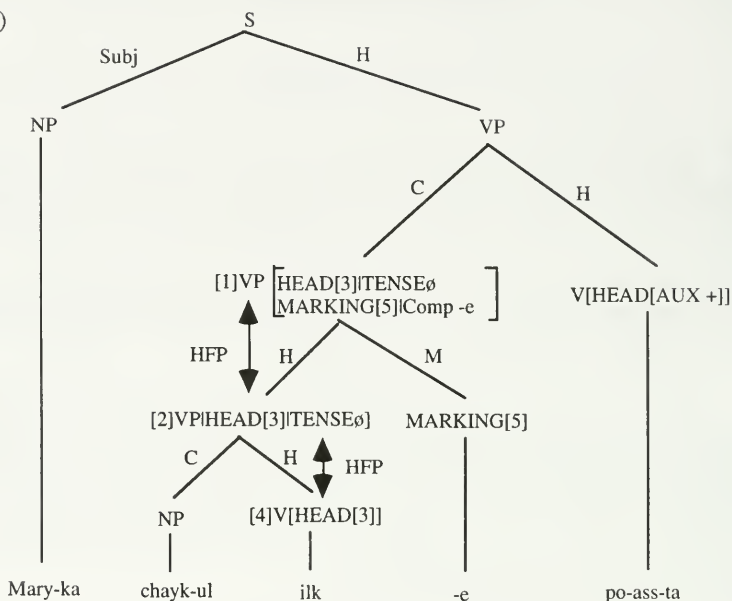 )
S
Subj H
NP VP
C H
[1]VP [HEAD[3]|TENSEø
MARKING[5]|Comp -e ] V[HEAD[AUX +]]
HFP H M
[2]VP|HEAD[3]|TENSEø} MARKING[5]
C H HFP
NP [4]V[HEAD[3]]
Mary-ka chayk-ul ilk -e po-ass-ta